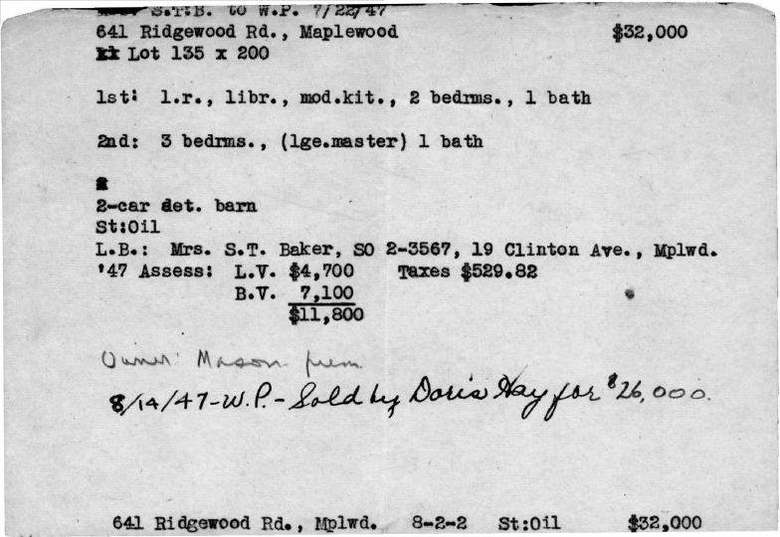 S.T.B. to W.P. 7/22/47
641 Ridgewood Rd., Maplewood $32,000
Lot 135 x 200
1st: l.r., libr., mod.kit., 2 bedrms., 1 bath
2nd: 3 bedrms., (lge.master) 1 bath
2-car det. barn
St:Oil
L.B.: Mrs. S.T. Baker, SO 2-3567, 19 Clinton Ave., Mplwd.
'47 Assess: L.V. $4,700 Taxes $529.82
B.V. 7,100
$11,800
Owner: Mason
8/14/47-W.P.- Sold by Doris Hay for $26,000.
641 Ridgewood Rd., Mplwd. 8-2-2 St:Oil $32,000